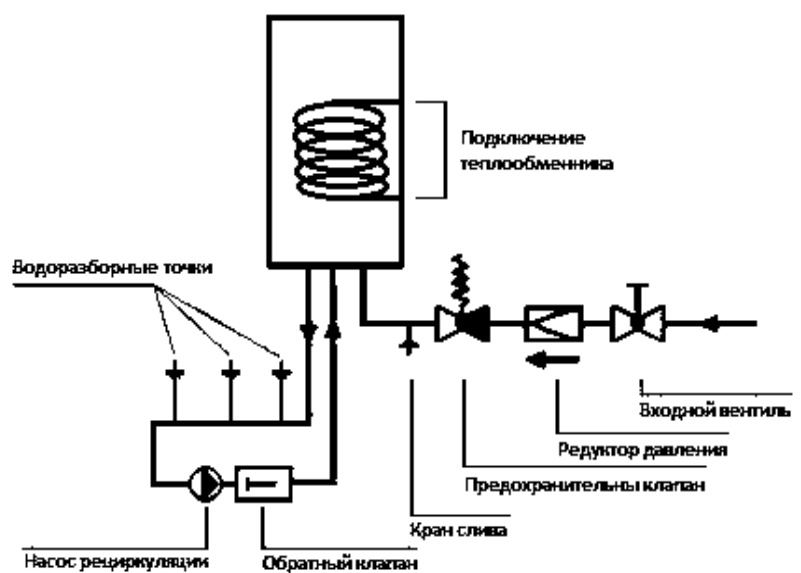 Подключение
теплообменника
Водоразборные точки
Входной вентиль
Редуктор давления
Предохранительны клапан
Кран слива
Насос рециркуляции
Обратный клапан